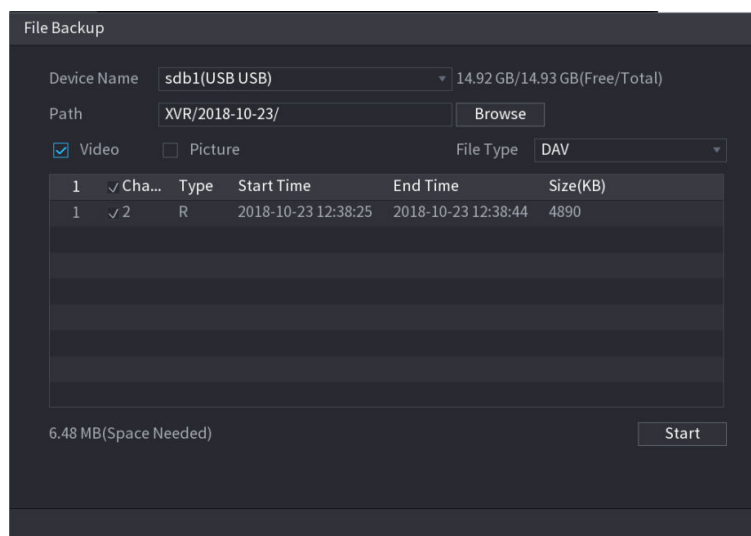 File Backup
Device Name sdb1(USB USB) 14.92 GB/14.93 GB(Free/Total)
Path XVR/2018-10-23/ Browse
Video Picture File Type DAV
1 Cha... Type Start Time End Time Size(KB)
1 2 R 2018-10-23 12:38:25 2018-10-23 12:38:44 4890
6.48 MB(Space Needed) Start